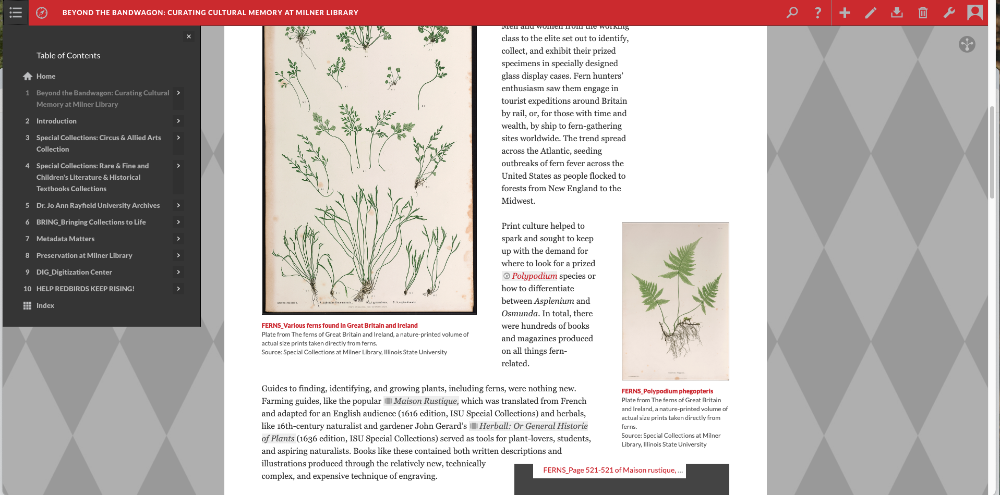 BEYOND THE BANDWAGON: CURATING CULTURAL MEMORY AT MILNER LIBRARY
Table of Contents
Home
1 Beyond the Bandwagon: Curating Cultural
Memory at Milner Library
2 Introduction
3 Special Collections: Circus & Allied Arts
Collection
4 Special Collections: Rare & Fine and
Children's Literature & Historical
Textbooks Collections
5 Dr. Jo Ann Rayfield University Archives
6 BRING_Bringing Collections to Life
7 Metadata Matters
8 Preservation at Milner Library
9 DIG_Digitization Center
10 HELP REDBIRDS KEEP RISING!
Index
Men and women from the working
class to the elite set out to identify,
collect, and exhibit their prized
specimens in specially designed
glass display cases. Fern hunters’
enthusiasm saw them engage in
tourist expeditions around Britain
by rail, or, for those with time and
wealth, by ship to fern-gathering
sites worldwide. The trend spread
across the Atlantic, seeding
outbreaks of fern fever across the
United States as people flocked to
forests from New England to the
Midwest.
FERNS_Various ferns found in Great Britain and Ireland
Plate from The ferns of Great Britain and Ireland, a nature-printed volume of
actual size prints taken directly from ferns.
Source: Special Collections at Milner Library, Illinois State University
Print culture helped to
spark and sought to keep
up with the demand for
where to look for a prized
Polypodium species or
how to differentiate
between Asplenium and
Osmunda. In total, there
were hundreds of books
and magazines produced
on all things fern-
related.
FERNS_Polypodium phegopteris
Plate from The ferns of Great Britain
and Ireland, a nature-printed volume of
actual size prints taken directly from
ferns.
Source: Special Collections at Milner
Library, Illinois State University
Guides to finding, identifying, and growing plants, including ferns, were nothing new.
Farming guides, like the popular Maison Rustique, which was translated from French
and adapted for an English audience (1616 edition, ISU Special Collections) and herbals,
like 16th-century naturalist and gardener John Gerard’s Herball: Or General Historie
of Plants (1636 edition, ISU Special Collections) served as tools for plant-lovers, students,
and aspiring naturalists. Books like these contained both written descriptions and
illustrations produced through the relatively new, technically
complex, and expensive technique of engraving.
FERNS_Page 521-521 of Maison rustique, ...